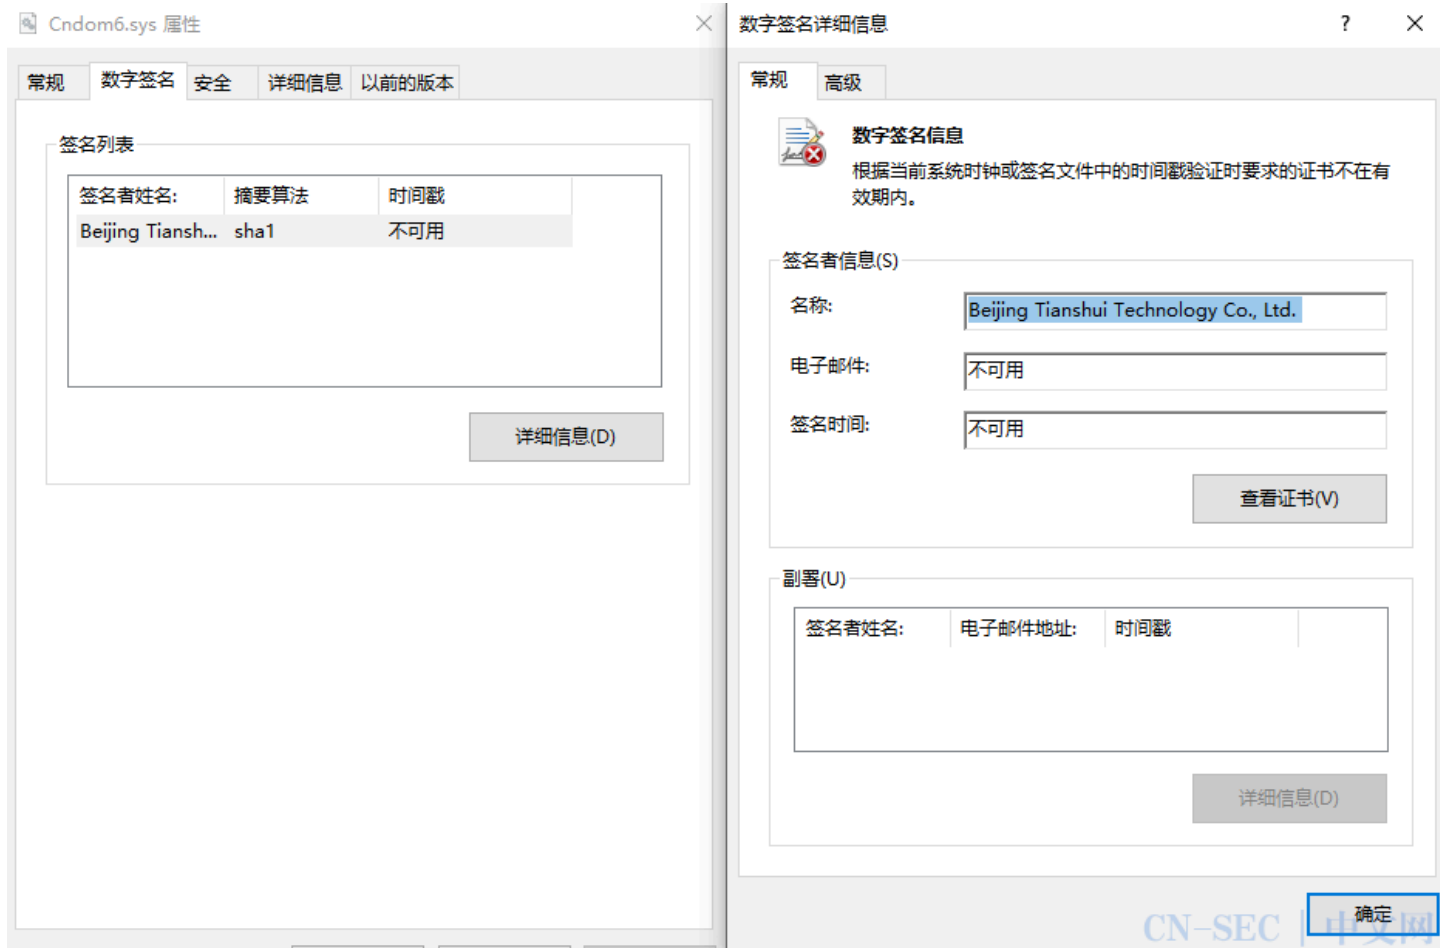 Cndom6.sys 属性
常规 数字签名 安全 详细信息 以前的版本
签名列表
签名者姓名: 摘要算法 时间戳
Beijing Tiansh... sha1 不可用
详细信息(D)
数字签名详细信息 ?
常规 高级
数字签名信息
根据当前系统时钟或签名文件中的时间戳验证时要求的证书不在有
效期内。
签名者信息(S)
名称: Beijing Tianshui Technology Co., Ltd.
电子邮件: 不可用
签名时间: 不可用
查看证书(V)
副署(U)
签名者姓名: 电子邮件地址: 时间戳
详细信息(D)
确定
CN-SEC | 中文网